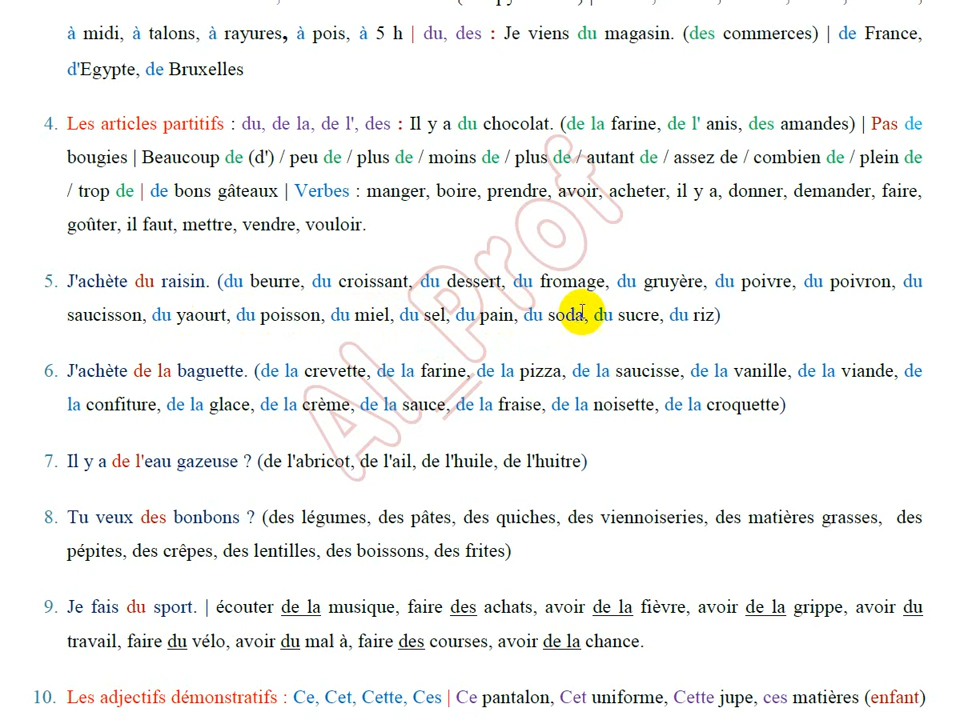 à midi, à talons, à rayures, à pois, à 5 h | du, des : Je viens du magasin. (des commerces) | de France,
d'Egypte, de Bruxelles
4. Les articles partitifs : du, de la, de l', des : Il y a du chocolat. (de la farine, de l' anis, des amandes) | Pas de
bougies | Beaucoup de (d') / peu de / plus de / moins de / plus de / autant de / assez de / combien de / plein de
/ trop de | de bons gâteaux | Verbes : manger, boire, prendre, avoir, acheter, il y a, donner, demander, faire,
goûter, il faut, mettre, vendre, vouloir.
5. J'achète du raisin. (du beurre, du croissant, du dessert, du fromage, du gruyère, du poivre, du poivron, du
saucisson, du yaourt, du poisson, du miel, du sel, du pain, du soda, du sucre, du riz)
6. J'achète de la baguette. (de la crevette, de la farine, de la pizza, de la saucisse, de la vanille, de la viande, de
la confiture, de la glace, de la crème, de la sauce, de la fraise, de la noisette, de la croquette)
7. Il y a de l'eau gazeuse ? (de l'abricot, de l'ail, de l'huile, de l'huitre)
8. Tu veux des bonbons ? (des légumes, des pâtes, des quiches, des viennoiseries, des matières grasses, des
pépites, des crêpes, des lentilles, des boissons, des frites)
9. Je fais du sport. | écouter de la musique, faire des achats, avoir de la fièvre, avoir de la grippe, avoir du
travail, faire du vélo, avoir du mal à, faire des courses, avoir de la chance.
10. Les adjectifs démonstratifs : Ce, Cet, Cette, Ces | Ce pantalon, Cet uniforme, Cette jupe, ces matières (enfant)
Al_Prof